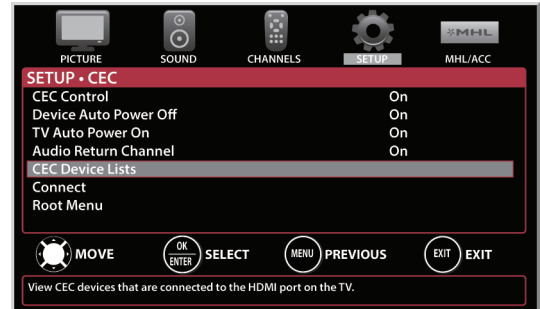 PICTURE SOUND CHANNELS SETUP MHL/ACC
MHL
SETUP • CEC
CEC Control On
Device Auto Power Off On
TV Auto Power On On
Audio Return Channel On
CEC Device Lists
Connect
Root Menu
MOVE OK ENTER SELECT MENU PREVIOUS EXIT EXIT
View CEC devices that are connected to the HDMI port on the TV.